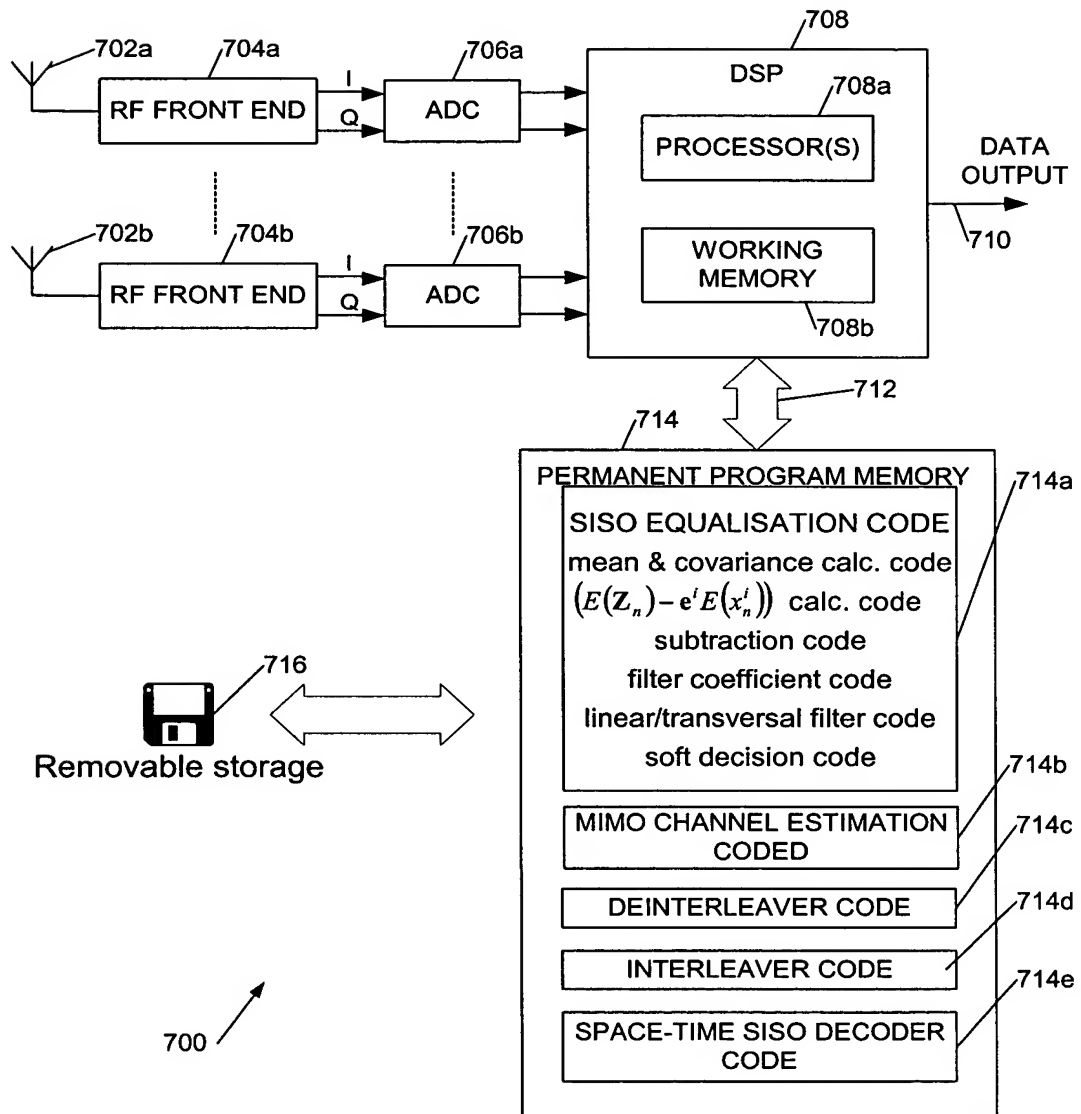 702a
704a
706a
708
DSP
RF FRONT END
I
Q
ADC
708a
PROCESSOR(S)
DATA
OUTPUT
710
702b
704b
706b
RF FRONT END
I
Q
ADC
WORKING
MEMORY
708b
712
714
PERMANENT PROGRAM MEMORY
714a
SISO EQUALISATION CODE
mean & covariance calc. code
(E(Z_n) − e^i E(x_n^i)) calc. code
subtraction code
filter coefficient code
linear/transversal filter code
soft decision code
716
Removable storage
714b
MIMO CHANNEL ESTIMATION
CODED
714c
DEINTERLEAVER CODE
714d
INTERLEAVER CODE
714e
SPACE-TIME SISO DECODER
CODE
700